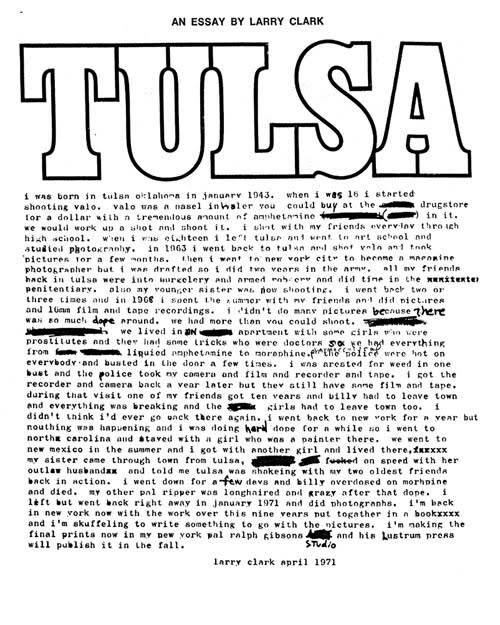 AN ESSAY BY LARRY CLARK
TULSA
i was born in tulsa oklahoma in january 1943. when i was 16 i started
shooting valo. valo was a nasel inhaler you could buy at the drugstore
for a dollar with a tremendous amount of amphetamine in it.
we would work up a shot and shoot it. i shot with my friends everyday through
high school. when i was eighteen i left tulsa and went to art school and
studied photography. in 1963 i went back to tulsa and shot valo and took
pictures for a few months. then i went to new york city to become a magazine
photographer but i was drafted so i did two years in the army. all my friends
back in tulsa were into burgelery and armed robbery and did time in the
penitentiary. also my younger sister was now shooting. i went back two or
three times and in 1968 i spent the summer with my friends and did pictures
and 16mm film and tape recordings. i didn't do many pictures because there
was so much dope around. we had more than you could shoot.
we lived in an apartment with some girls who were
prostitutes and they had some tricks who were doctors so we had everything
from liquied amphetamine to morephine. the police were hot on
everybody and busted in the door a few times. i was arested for weed in one
bust and the police took my camera and film and recorder and tape. i got the
recorder and camera back a year later but they still have some film and tape.
during that visit one of my friends got ten years and billy had to leave town
and everything was breaking and the girls had to leave town too. i
didn't think i'd ever go back there again. i went back to new york for a year but
nouthing was happening and i was doing hard dope for a while so i went to
north carolina and stayed with a girl who was a painter there. we went to
new mexico in the summer and i got with another girl and lived there.
my sister came through town from tulsa, fucked on speed with her
outlaw husband and told me tulsa was shakeing with my two oldest friends
back in action. i went down for a few days and billy overdosed on morhpine
and died. my other pal ripper was longhaired and crazy after that dope. i
left but went back right away in january 1971 and did photographs. i'm back
in new york now with the work over this nine years put together in a book
and i'm skuffeling to write something to go with the pictures. i'm making the
final prints now in my new york pal ralph gibsons studio and his Lustrum press
will publish it in the fall.
larry clark april 1971